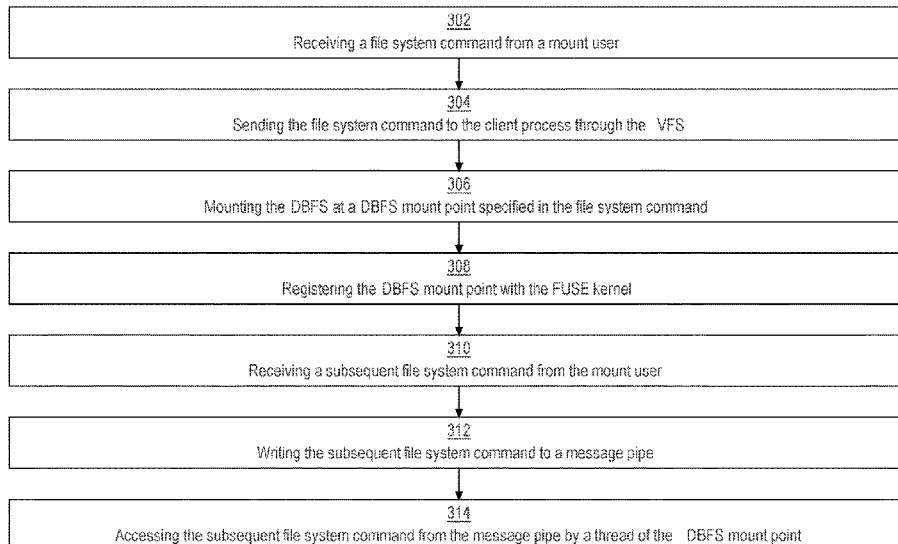 302
Receiving a file system command from a mount user
304
Sending the file system command to the client process through the VFS
306
Mounting the DBFS at a DBFS mount point specified in the file system command
308
Registering the DBFS mount point with the FUSE kernel
310
Receiving a subsequent file system command from the mount user
312
Writing the subsequent file system command to a message pipe
314
Accessing the subsequent file system command from the message pipe by a thread of the DBFS mount point